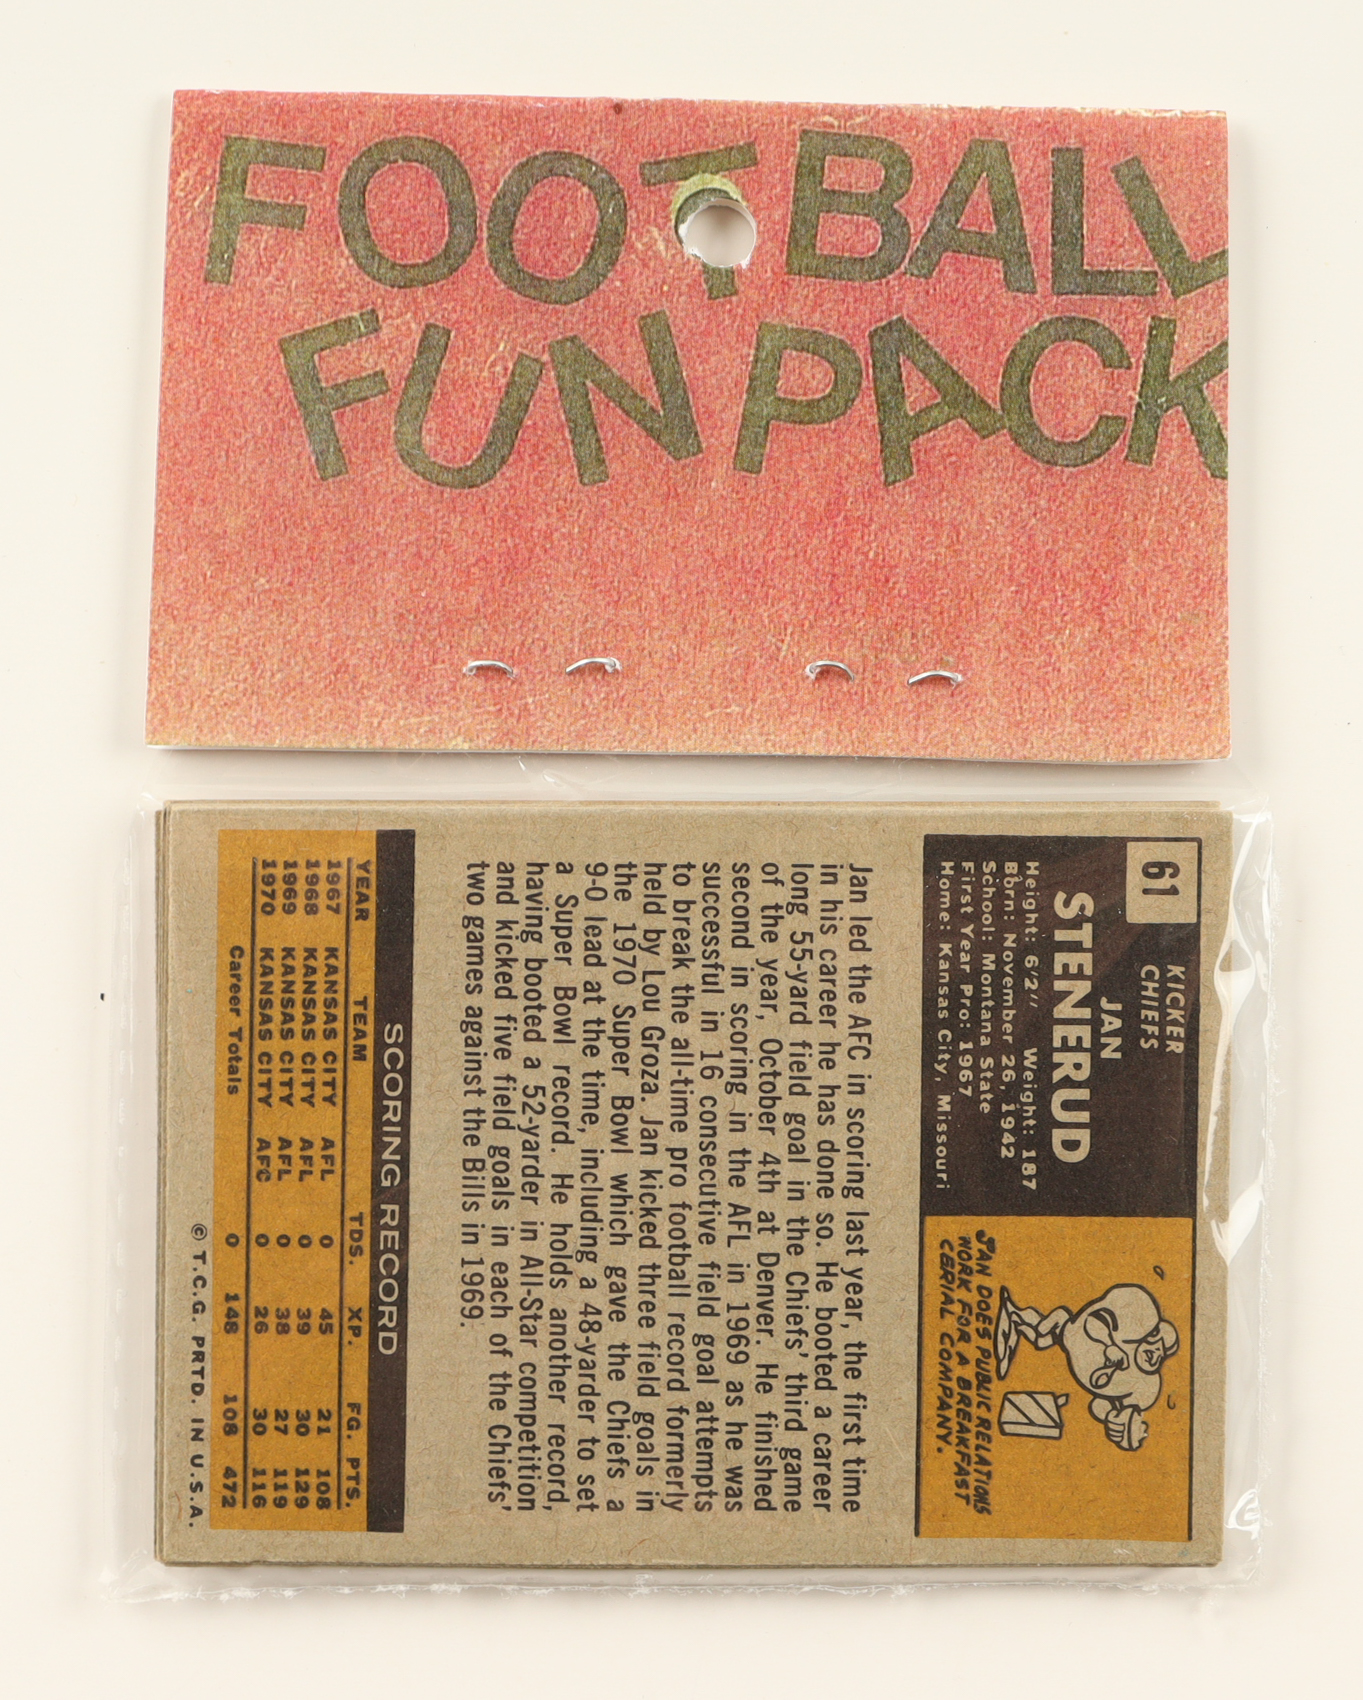 FOOTBALL
FUN PACK
61
KICKER
CHIEFS
JAN
STENERUD
Height: 6'2" Weight: 187
Born: November 26, 1942
School: Montana State
First Year Pro: 1967
Home: Kansas City, Missouri
JAN DOES PUBLIC RELATIONS
WORK FOR A BREAKFAST
CERIAL COMPANY.
Jan led the AFC in scoring last year, the first time
in his career he has done so. He booted a career
long 55-yard field goal in the Chiefs' third game
of the year, October 4th at Denver. He finished
second in scoring in the AFL in 1969 as he was
successful in 16 consecutive field goal attempts
to break the all-time pro football record formerly
held by Lou Groza. Jan kicked three field goals in
the 1970 Super Bowl which gave the Chiefs a
9-0 lead at the time, including a 48-yarder to set
a Super Bowl record. He holds another record,
having booted a 52-yarder in All-Star competition
and kicked five field goals in each of the Chiefs'
two games against the Bills in 1969.
SCORING RECORD
YEAR TEAM TDS. XP. FG. PTS.
1967 KANSAS CITY AFL 0 45 21 108
1968 KANSAS CITY AFL 0 39 30 129
1969 KANSAS CITY AFL 0 38 27 119
1970 KANSAS CITY AFC 0 26 30 116
Career Totals 0 148 108 472
© T.C.G. PRTD. IN U.S.A.